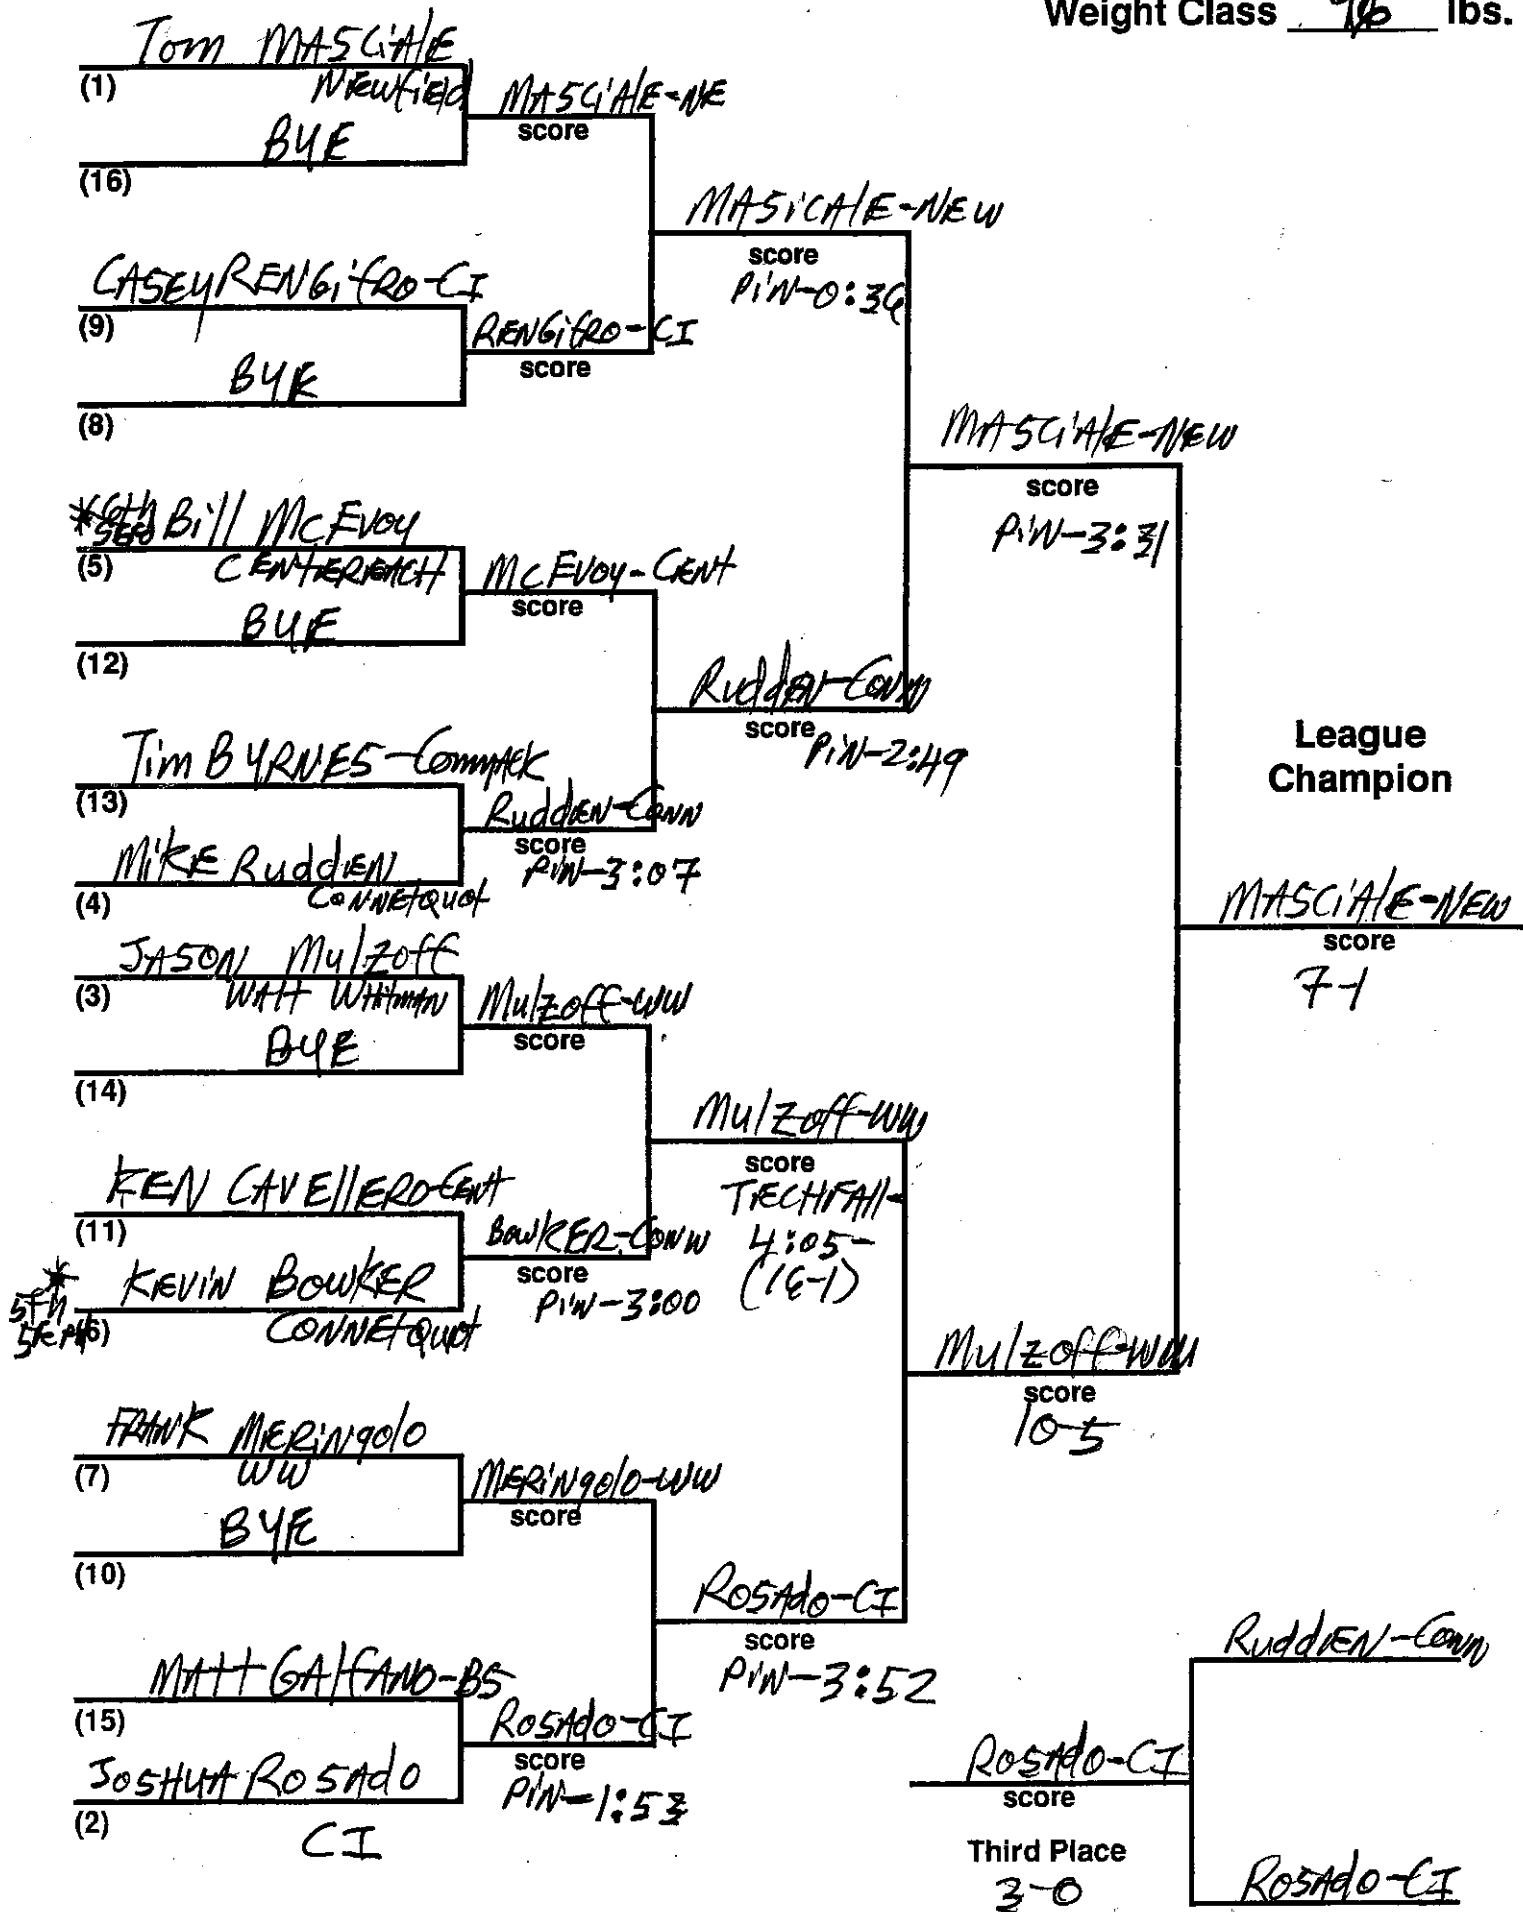 Weight Class 96 lbs.
Tom MASCiAlE
(1) NEWfiEld
MASCiAlE-NE
score
BYE
(16)
MASiCAlE-NEW
score
PiN-0:36
CASEY RENGifRO-CI
(9)
RENGifRO-CI
score
BYE
(8)
MASCiAlE-NEW
score
PiN-3:31
*6th SEED Bill McEVoy
(5) CENtEREACH
McEVoy-CENt
score
BYE
(12)
RuddEN-CONN
score
PiN-2:49
Tim BYRNES-CommACK
(13)
RuddEN-CONN
score
PiN-3:07
MiKE RuddEN
(4) CoNNEtQuot
League
Champion
MASCiAlE-NEW
score
7-1
JASON Mulzoff
(3) WAlt WHitmAN
Mulzoff-WW
score
BYE
(14)
Mulzoff-WW
score
TECHFAll-
4:05-
(16-1)
KEN CAVEllERO-CENt
(11)
BowKER-CONN
score
PiN-3:00
* KEViN BOWKER
5th
(6) CONNEtQuot
Mulzoff-WW
score
10-5
FRANK MERiNgolo
(7) WW
MERiNgolo-WW
score
BYE
(10)
RosAdo-CI
score
PiN-3:52
MAtt GAlfANO-BS
(15)
RosAdo-CI
score
PiN-1:53
JoSHUA RoSAdo
(2) CI
RuddEN-CoNN
RosAdo-CI
score
Third Place
3-0
RosAdo-CI